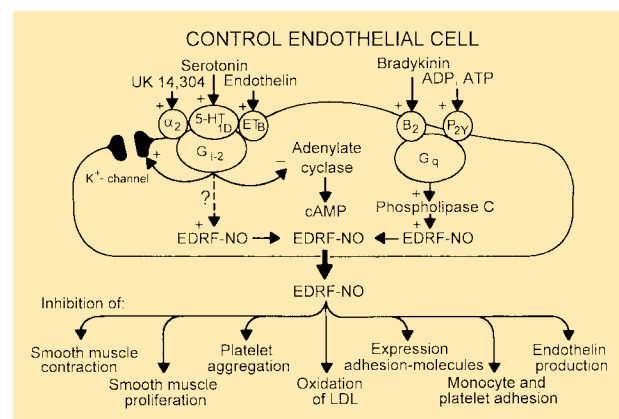 CONTROL ENDOTHELIAL CELL
Serotonin
Bradykinin
UK 14,304
Endothelin
ADP, ATP
+
+
+
+
+
α2
5-HT1D
ETB
B2
P2Y
Gi-2
Gq
+
−
Adenylate
cyclase
K+- channel
?
+
cAMP
Phospholipase C
+
+
EDRF-NO
EDRF-NO
EDRF-NO
EDRF-NO
Inhibition of:
Smooth muscle
contraction
Smooth muscle
proliferation
Platelet
aggregation
Oxidation
of LDL
Expression
adhesion-molecules
Monocyte and
platelet adhesion
Endothelin
production